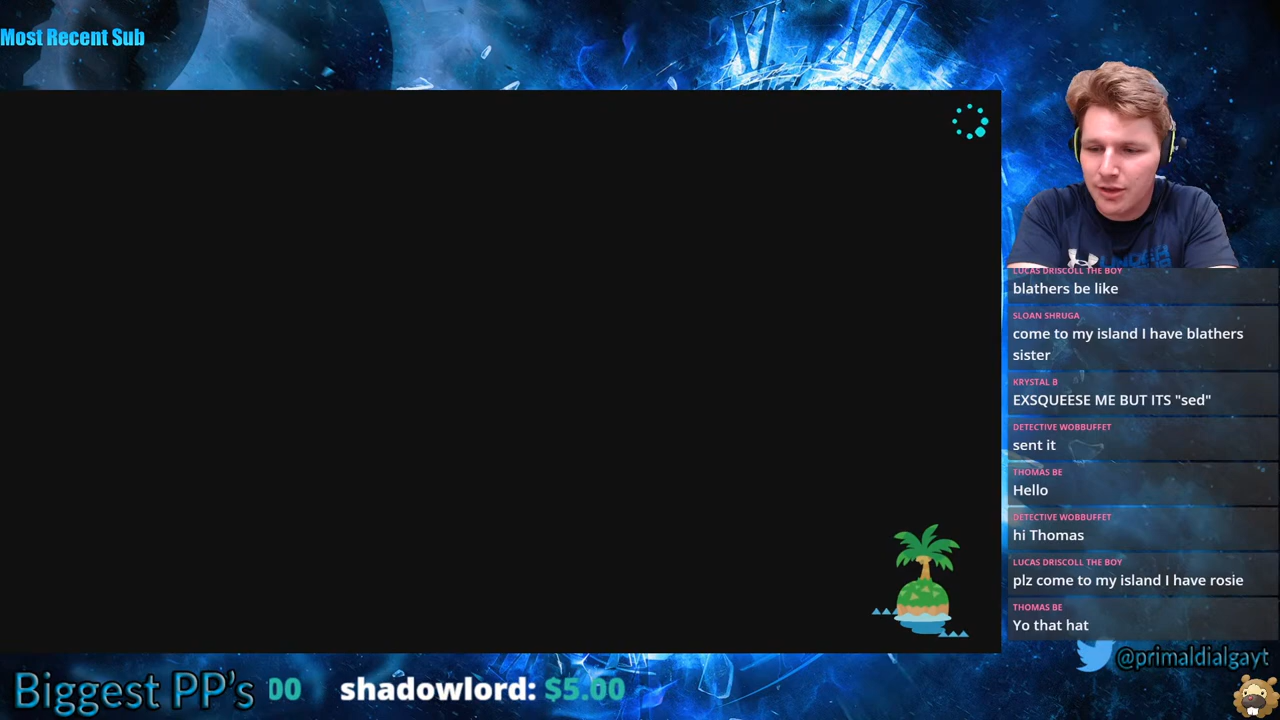 Most Recent Sub
LUCAS DRISCOLL THE BOY
blathers be like
SLOAN SHRUGA
come to my island I have blathers
sister
KRYSTAL B
EXSQUEESE ME BUT ITS "sed"
DETECTIVE WOBBUFFET
sent it
THOMAS BE
Hello
DETECTIVE WOBBUFFET
hi Thomas
LUCAS DRISCOLL THE BOY
plz come to my island I have rosie
THOMAS BE
Yo that hat
@primaldialgayt
Biggest PP's 00 shadowlord: $5.00